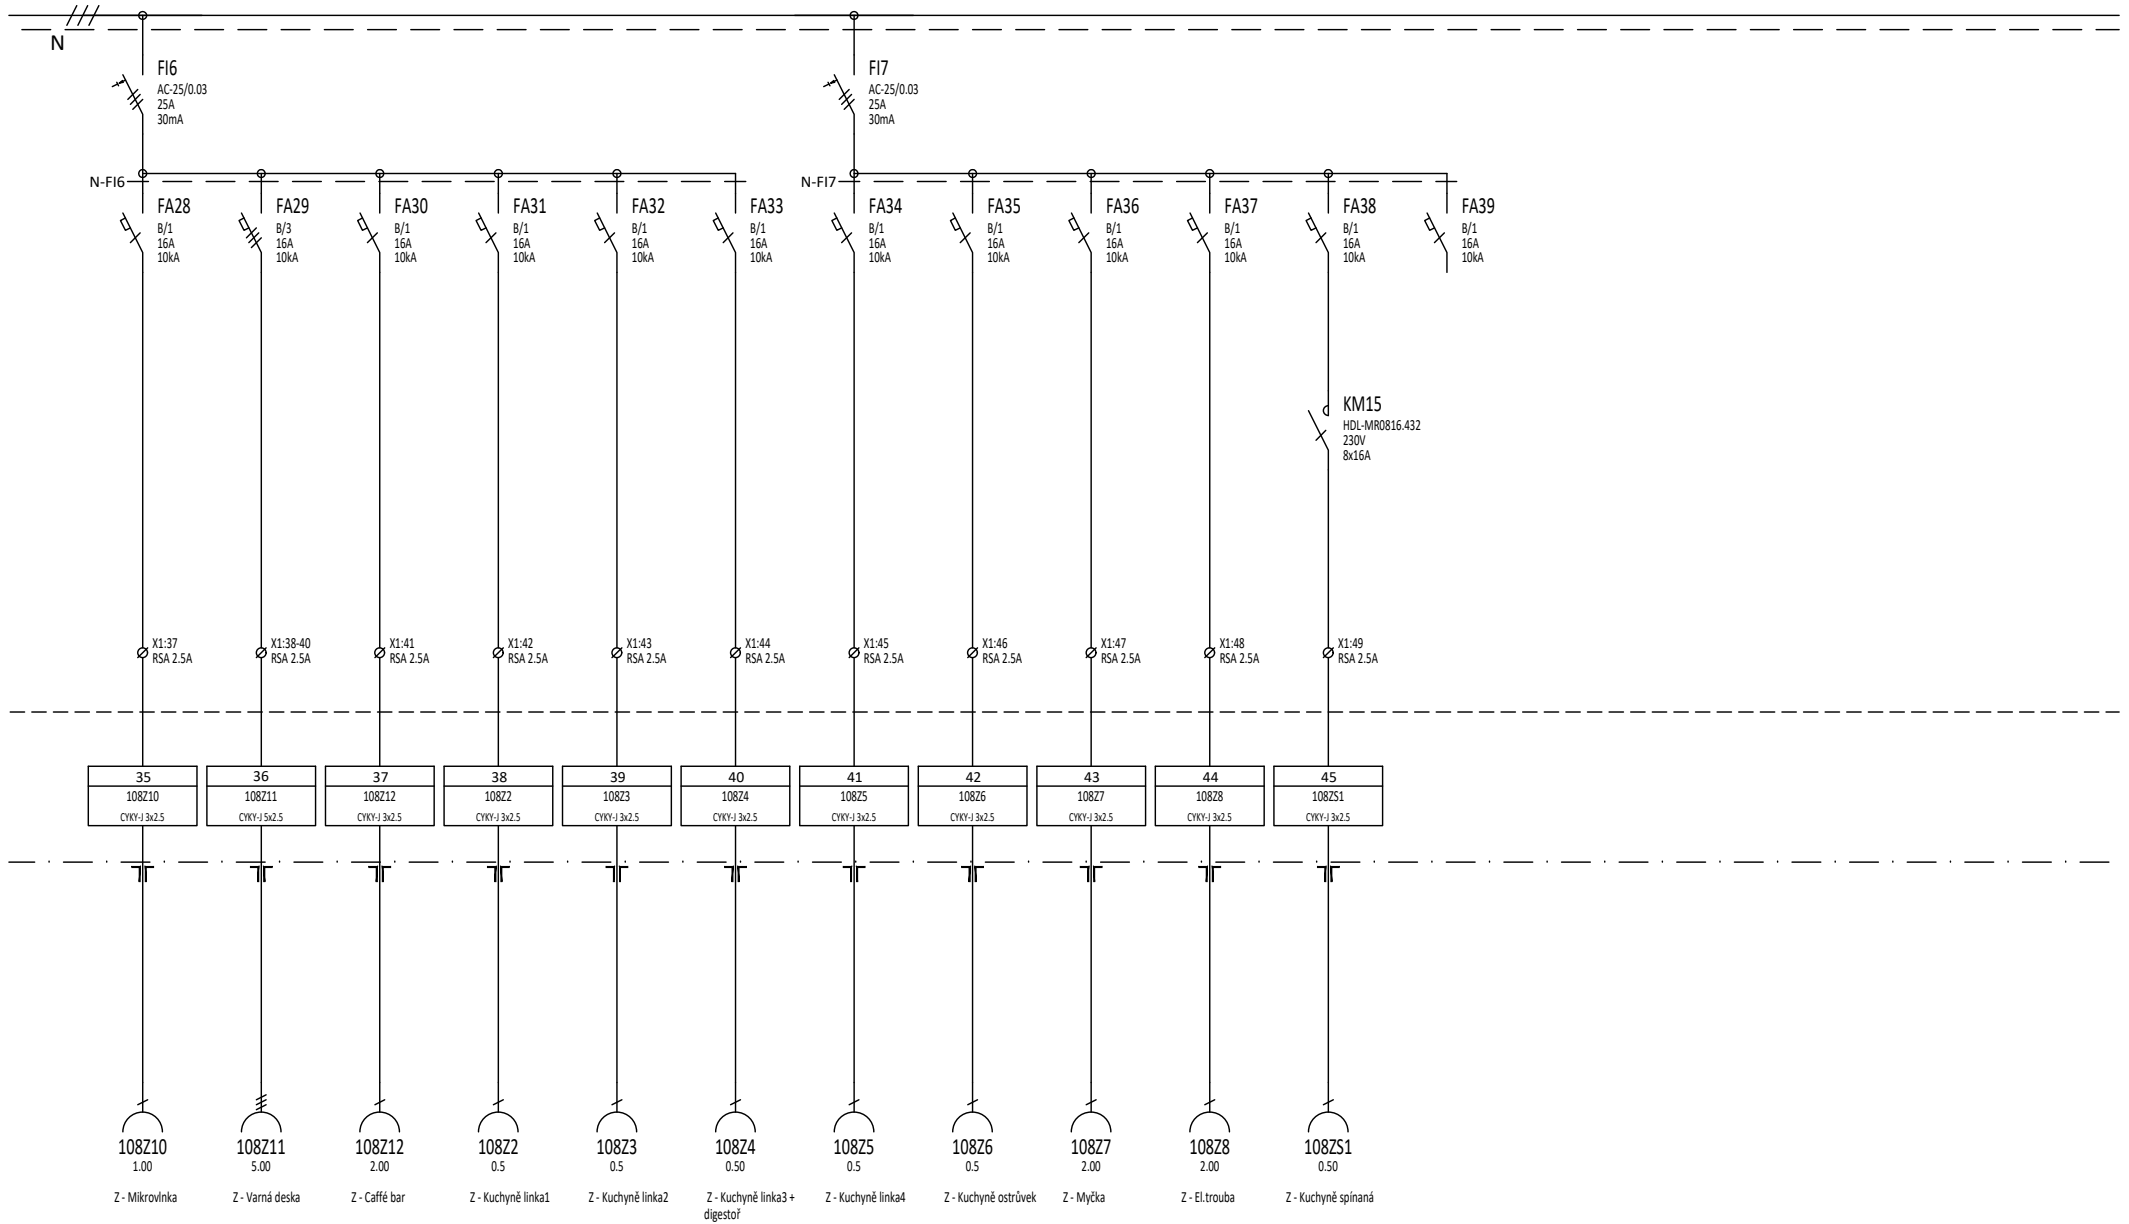 N
FI6
AC-25/0.03
25A
30mA
FI7
AC-25/0.03
25A
30mA
N-FI6
N-FI7
FA28
B/1
16A
10kA
FA29
B/3
16A
10kA
FA30
B/1
16A
10kA
FA31
B/1
16A
10kA
FA32
B/1
16A
10kA
FA33
B/1
16A
10kA
FA34
B/1
16A
10kA
FA35
B/1
16A
10kA
FA36
B/1
16A
10kA
FA37
B/1
16A
10kA
FA38
B/1
16A
10kA
FA39
B/1
16A
10kA
KM15
HDL-MR0816.432
230V
8x16A
X1:37
RSA 2.5A
X1:38-40
RSA 2.5A
X1:41
RSA 2.5A
X1:42
RSA 2.5A
X1:43
RSA 2.5A
X1:44
RSA 2.5A
X1:45
RSA 2.5A
X1:46
RSA 2.5A
X1:47
RSA 2.5A
X1:48
RSA 2.5A
X1:49
RSA 2.5A
35
108Z10
CYKY-J 3x2.5
36
108Z11
CYKY-J 5x2.5
37
108Z12
CYKY-J 3x2.5
38
108Z2
CYKY-J 3x2.5
39
108Z3
CYKY-J 3x2.5
40
108Z4
CYKY-J 3x2.5
41
108Z5
CYKY-J 3x2.5
42
108Z6
CYKY-J 3x2.5
43
108Z7
CYKY-J 3x2.5
44
108Z8
CYKY-J 3x2.5
45
108ZS1
CYKY-J 3x2.5
108Z10
1.00
Z - Mikrovlnka
108Z11
5.00
Z - Varná deska
108Z12
2.00
Z - Caffé bar
108Z2
0.5
Z - Kuchyně linka1
108Z3
0.5
Z - Kuchyně linka2
108Z4
0.50
Z - Kuchyně linka3 +
digestoř
108Z5
0.5
Z - Kuchyně linka4
108Z6
0.5
Z - Kuchyně ostrůvek
108Z7
2.00
Z - Myčka
108Z8
2.00
Z - El.trouba
108ZS1
0.50
Z - Kuchyně spínaná